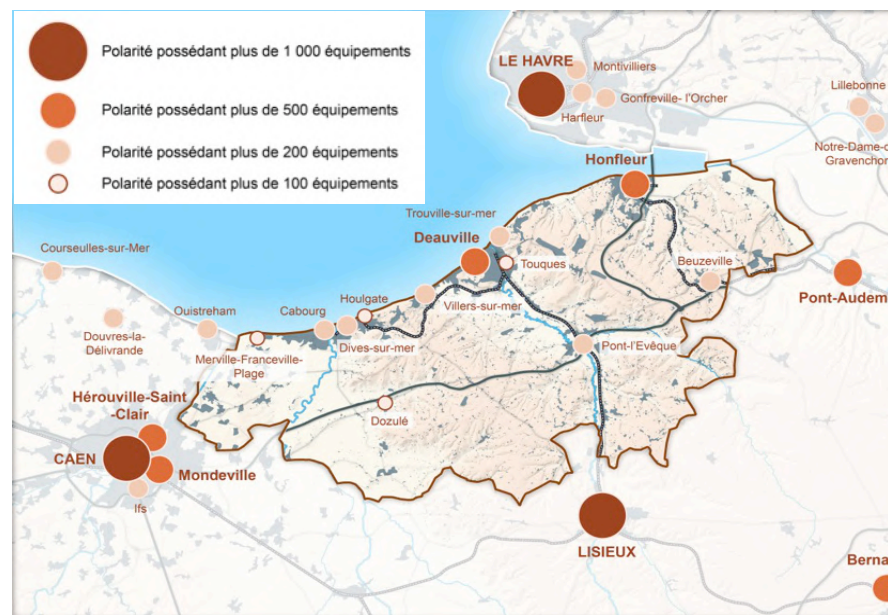 Polarité possédant plus de 1 000 équipements
Polarité possédant plus de 500 équipements
Polarité possédant plus de 200 équipements
Polarité possédant plus de 100 équipements
LE HAVRE
Montivilliers
Gonfreville- l'Orcher
Harfleur
Lillebonne
Notre-Dame-d
Gravenchon
Honfleur
Trouville-sur-mer
Deauville
Touques
Beuzeville
Courseulles-sur-Mer
Pont-Audem
Houlgate
Cabourg
Ouistreham
Villers-sur-mer
Douvres-la-
Délivrande
Dives-sur-mer
Merville-Franceville-
Plage
Pont-l'Evêque
Hérouville-Saint
-Clair
Dozulé
CAEN
Mondeville
Ifs
LISIEUX
Berna